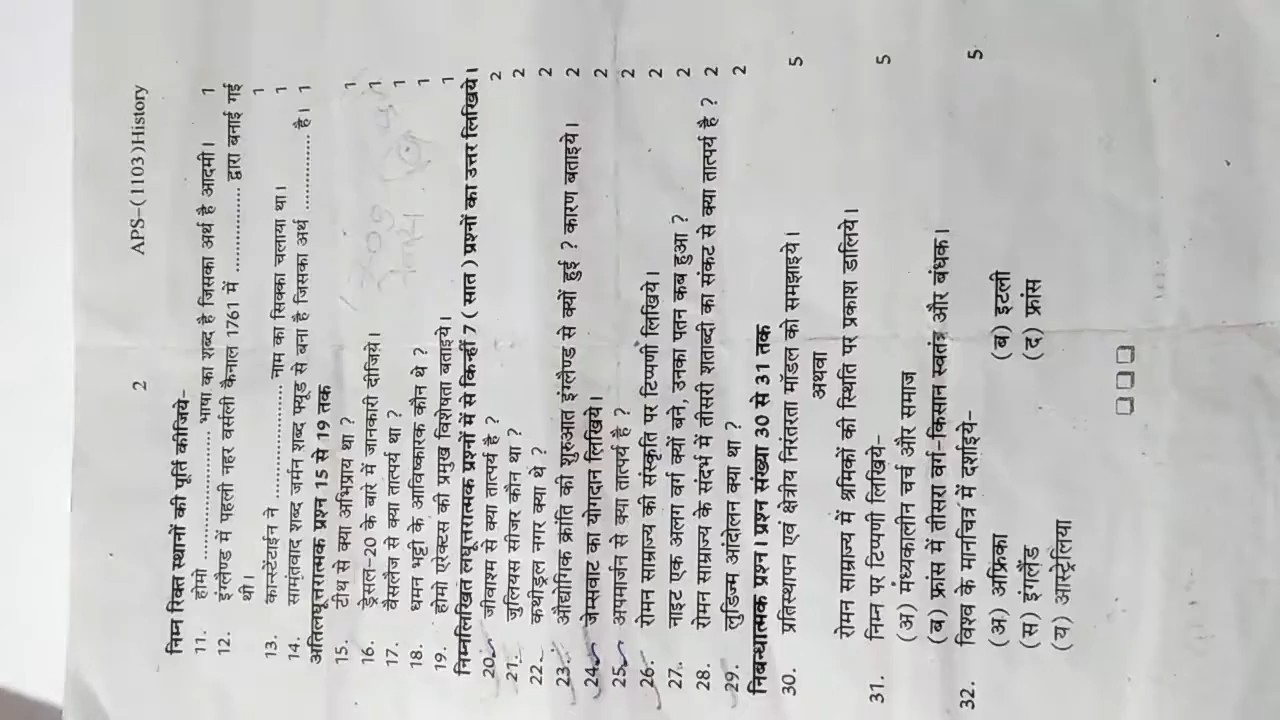 2 APS-(1103)History
निम्न रिक्त स्थानों की पूर्ति कीजिये-
11. होमो ........................ भाषा का शब्द है जिसका अर्थ है आदमी। 1
12. इंग्लैण्ड में पहली नहर वर्सली कैनाल 1761 में ........................ द्वारा बनाई गई
थी। 1
13. कान्स्टेंटाईन ने ........................ नाम का सिक्का चलाया था। 1
14. सामंतवाद शब्द जर्मन शब्द फ्यूड से बना है जिसका अर्थ ................ है। 1
अतिलघूत्तरात्मक प्रश्न 15 से 19 तक
15. टीथ से क्या अभिप्राय था ? 1
16. ड्रेसल-20 के बारे में जानकारी दीजिये। 1
17. वैसलेज से क्या तात्पर्य था ? 1
18. धमन भट्टी के आविष्कारक कौन थे ? 1
19. होमो एरेक्टस की प्रमुख विशेषता बताइये। 1
निम्नलिखित लघूत्तरात्मक प्रश्नों में से किन्हीं 7 ( सात ) प्रश्नों का उत्तर लिखिये।
20. जीवाश्म से क्या तात्पर्य है ? 2
21. जुलियस सीजर कौन था ? 2
22. कथीड्रल नगर क्या थे ? 2
23. औद्योगिक क्रांति की शुरुआत इंग्लैण्ड से क्यों हुई ? कारण बताइये। 2
24. जेम्सवाट का योगदान लिखिये। 2
25. अपमार्जन से क्या तात्पर्य है ? 2
26. रोमन साम्राज्य की संस्कृति पर टिप्पणी लिखिये। 2
27. नाइट एक अलग वर्ग क्यों बने, उनका पतन कब हुआ ? 2
28. रोमन साम्राज्य के संदर्भ में तीसरी शताब्दी का संकट से क्या तात्पर्य है ? 2
29. लुडिज्म आंदोलन क्या था ? 2
निबन्धात्मक प्रश्न। प्रश्न संख्या 30 से 31 तक
30. प्रतिस्थापन एवं क्षेत्रीय निरंतरता मॉडल को समझाइये। 5
अथवा
रोमन साम्राज्य में श्रमिकों की स्थिति पर प्रकाश डालिये।
31. निम्न पर टिप्पणी लिखिये- 5
(अ) मध्यकालीन चर्च और समाज
(ब) फ्रांस में तीसरा वर्ग-किसान स्वतंत्र और बंधक।
32. विश्व के मानचित्र में दर्शाइये- 5
(अ) अफ्रिका (ब) इटली
(स) इंगलैंड (द) फ्रांस
(य) आस्ट्रेलिया